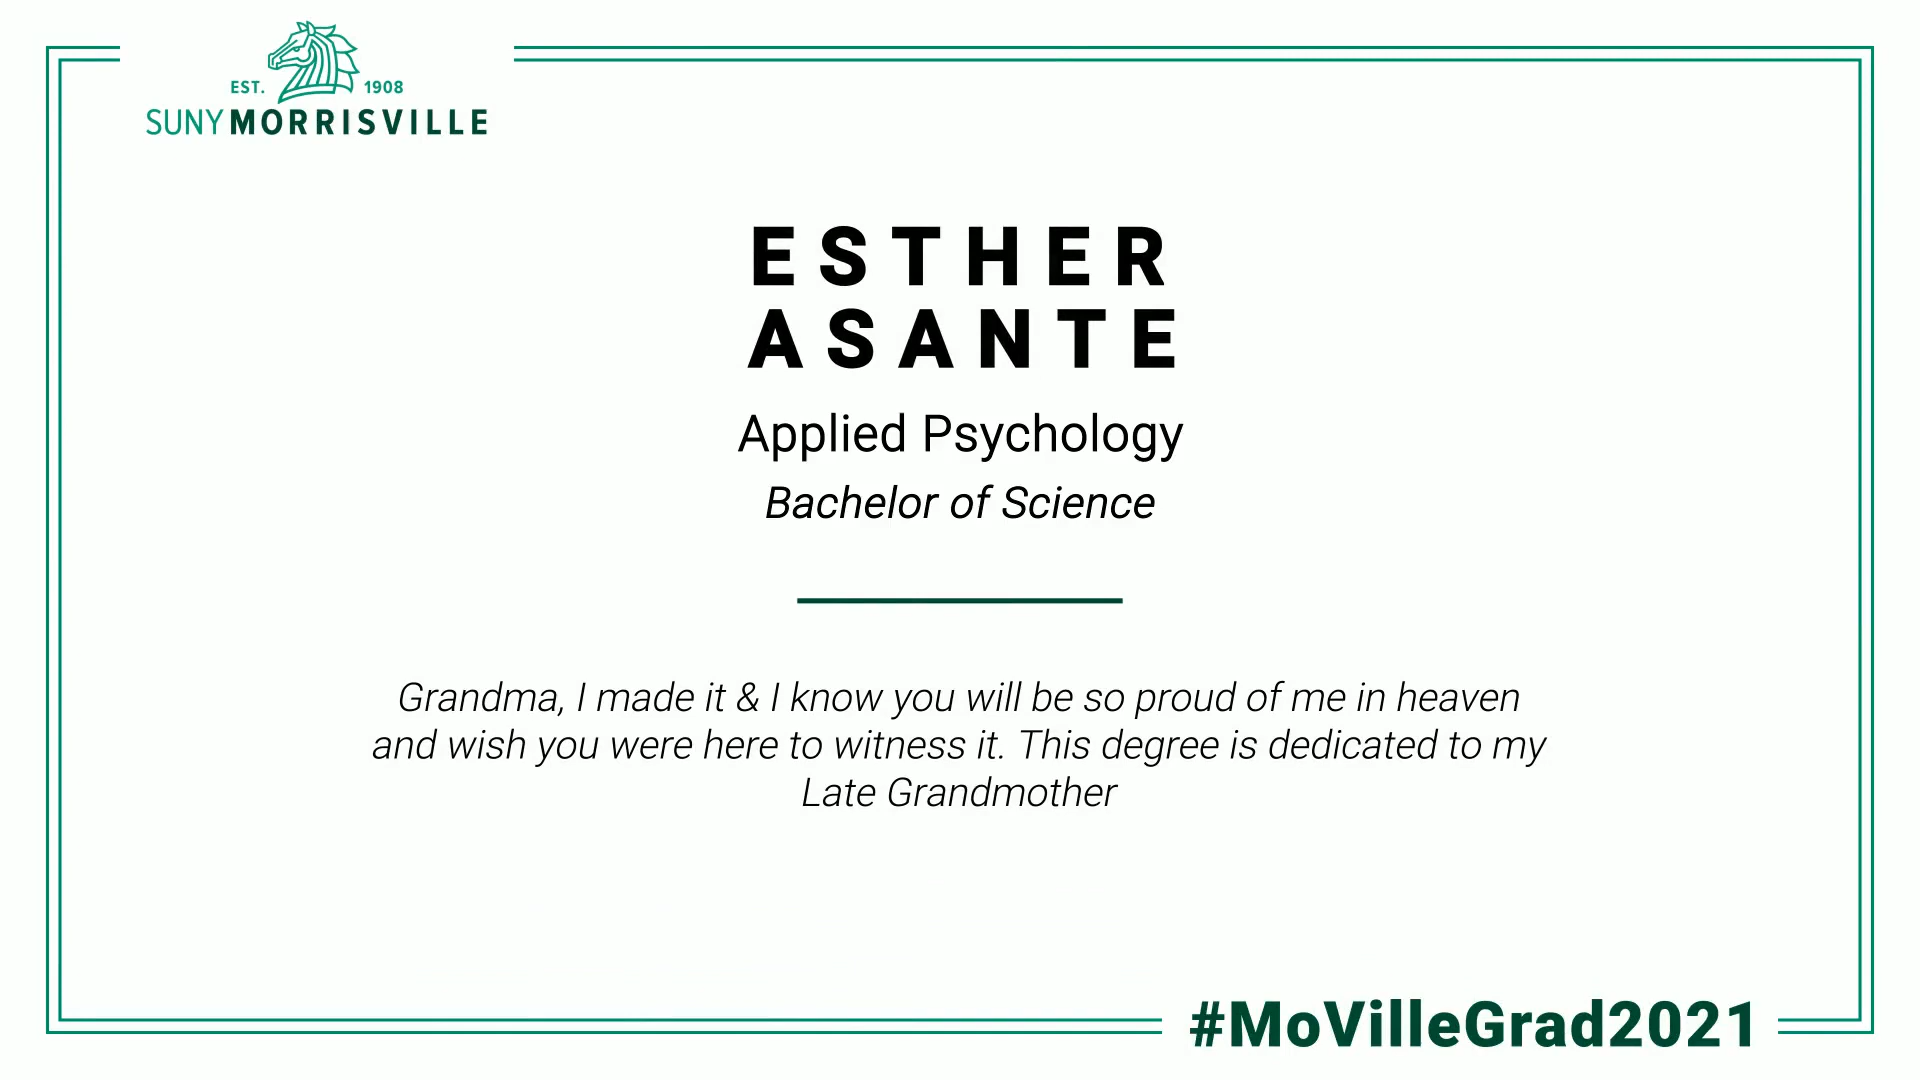 EST. 1908
SUNYMORRISVILLE
ESTHER
ASANTE
Applied Psychology
Bachelor of Science
Grandma, I made it & I know you will be so proud of me in heaven
and wish you were here to witness it. This degree is dedicated to my
Late Grandmother
#MoVilleGrad2021